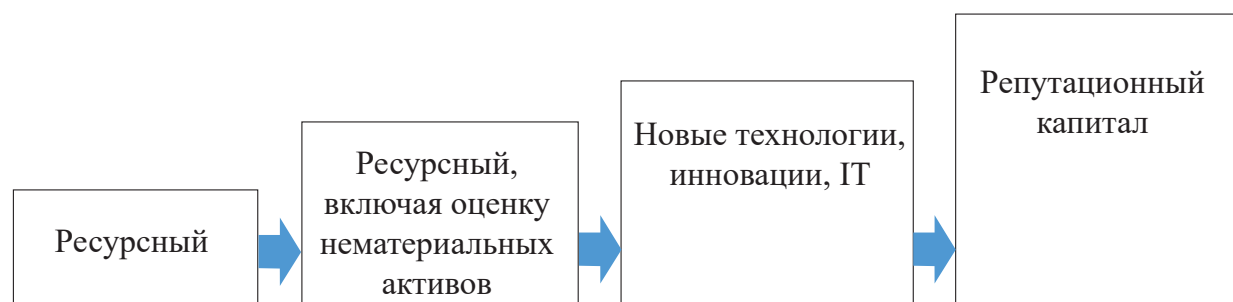 Ресурсный
Ресурсный,
включая оценку
нематериальных
активов
Новые технологии,
инновации, IT
Репутационный
капитал